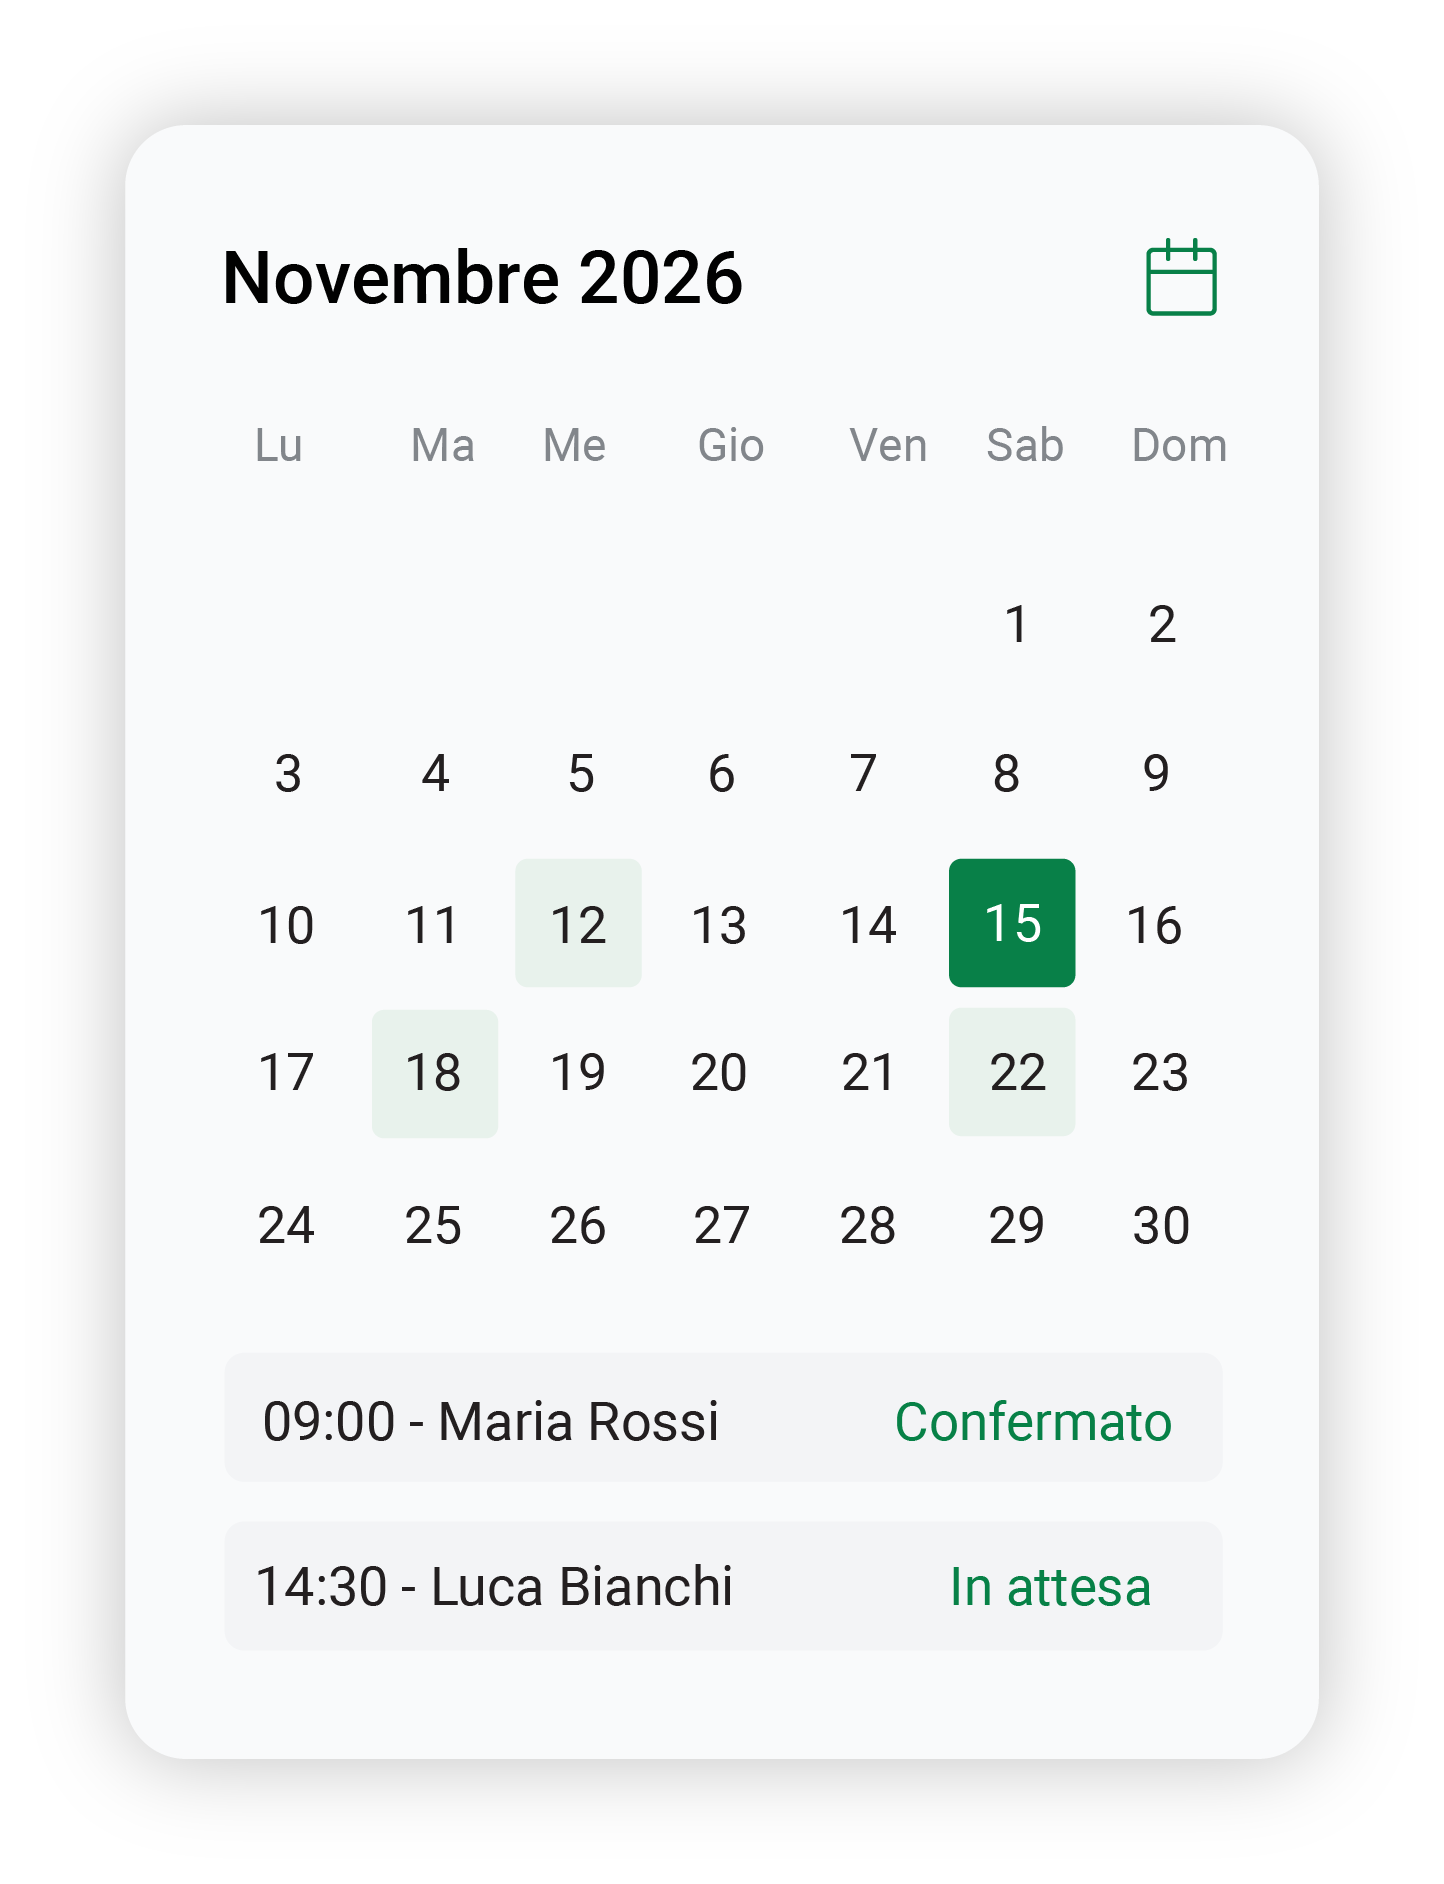 Novembre 2026
Lu Ma Me Gio Ven Sab Dom
1 2
3 4 5 6 7 8 9
10 11 12 13 14 15 16
17 18 19 20 21 22 23
24 25 26 27 28 29 30
09:00 - Maria Rossi Confermato
14:30 - Luca Bianchi In attesa